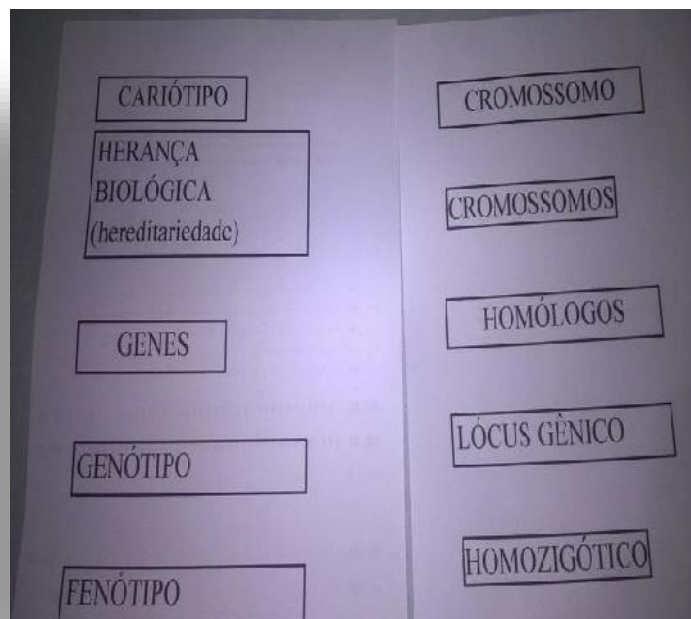 CARIÓTIPO
HERANÇA
BIOLÓGICA
(hereditariedade)
GENES
GENÓTIPO
FENÓTIPO
CROMOSSOMO
CROMOSSOMOS
HOMÓLOGOS
LÓCUS GÊNICO
HOMOZIGÓTICO